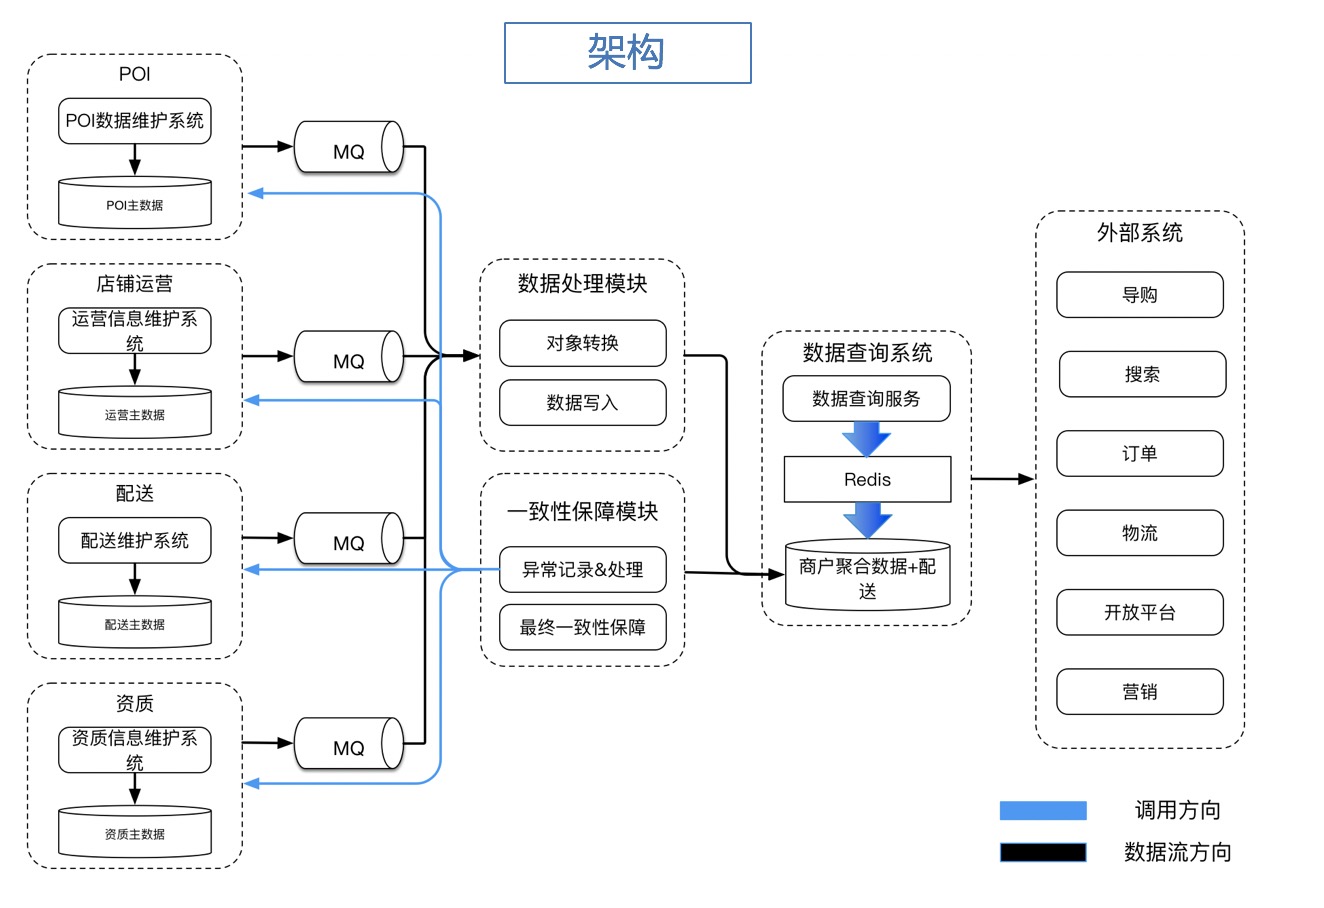 架构
POI
POI数据维护系统
POI主数据
MQ
店铺运营
运营信息维护系
统
运营主数据
MQ
配送
配送维护系统
配送主数据
MQ
资质
资质信息维护系
统
资质主数据
MQ
数据处理模块
对象转换
数据写入
一致性保障模块
异常记录&处理
最终一致性保障
数据查询系统
数据查询服务
Redis
商户聚合数据+配
送
外部系统
导购
搜索
订单
物流
开放平台
营销
调用方向
数据流方向